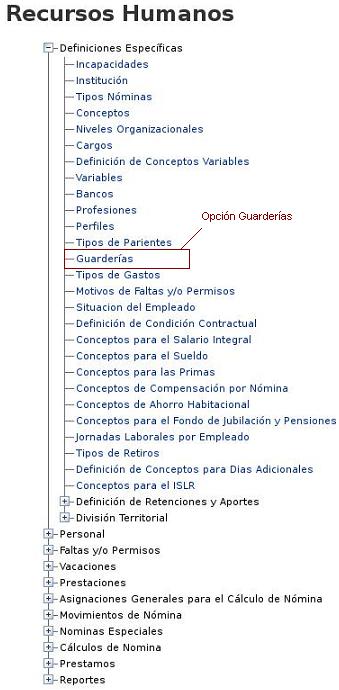 Recursos Humanos
Definiciones Específicas
Incapacidades
Institución
Tipos Nóminas
Conceptos
Niveles Organizacionales
Cargos
Definición de Conceptos Variables
Variables
Bancos
Profesiones
Opción Guarderías
Perfiles
Tipos de Parientes
Guarderías
Tipos de Gastos
Motivos de Faltas y/o Permisos
Situacion del Empleado
Definición de Condición Contractual
Conceptos para el Salario Integral
Conceptos para el Sueldo
Conceptos para las Primas
Conceptos de Compensación por Nómina
Conceptos de Ahorro Habitacional
Conceptos para el Fondo de Jubilación y Pensiones
Jornadas Laborales por Empleado
Tipos de Retiros
Definición de Conceptos para Dias Adicionales
Conceptos para el ISLR
Definición de Retenciones y Aportes
División Territorial
Personal
Faltas y/o Permisos
Vacaciones
Prestaciones
Asignaciones Generales para el Cálculo de Nómina
Movimientos de Nómina
Nominas Especiales
Cálculos de Nomina
Prestamos
Reportes